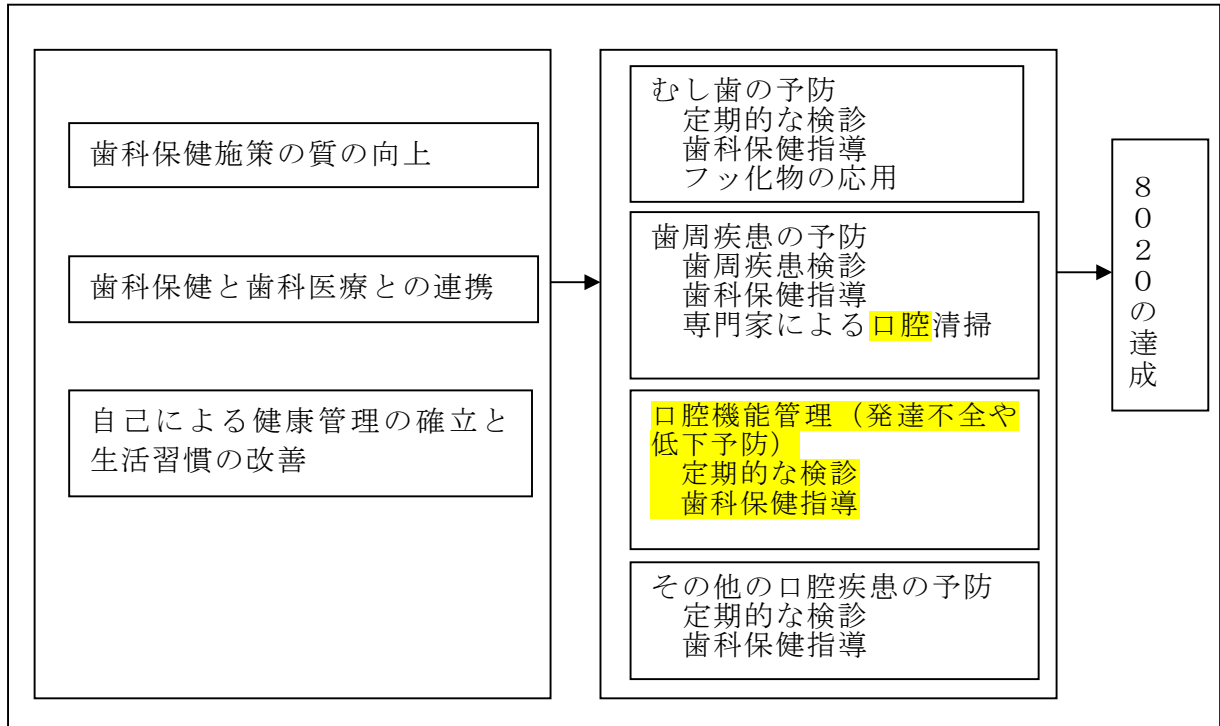 歯科保健施策の質の向上
歯科保健と歯科医療との連携
自己による健康管理の確立と
生活習慣の改善
むし歯の予防
定期的な検診
歯科保健指導
フッ化物の応用
歯周疾患の予防
歯周疾患検診
歯科保健指導
専門家による口腔清掃
口腔機能管理（発達不全や
低下予防）
定期的な検診
歯科保健指導
その他の口腔疾患の予防
定期的な検診
歯科保健指導
８０２０の達成